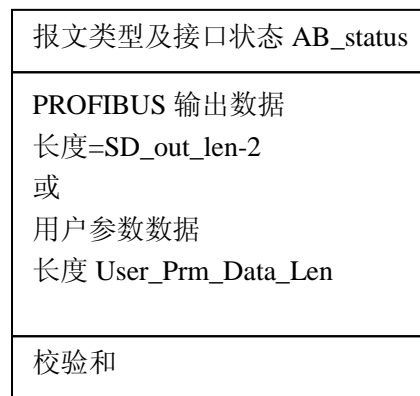 报文类型及接口状态 AB_status
PROFIBUS 输出数据
长度=SD_out_len-2
或
用户参数数据
长度 User_Prm_Data_Len
校验和